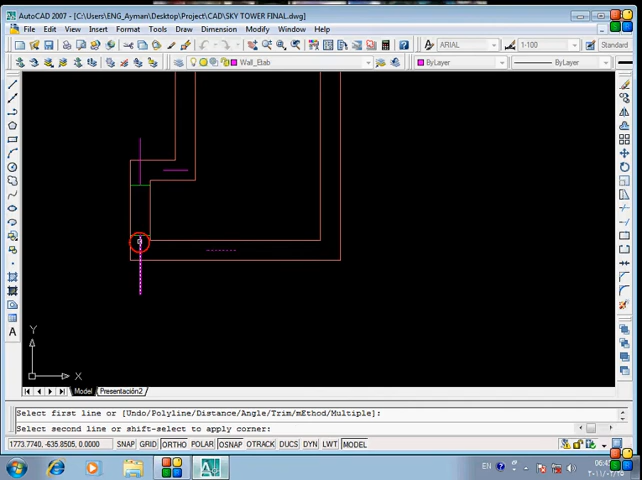 AutoCAD 2007 - [C:\Users\ENG_Ayman\Desktop\Project\CAD\SKY TOWER FINAL.dwg]
File Edit View Insert Format Tools Draw Dimension Modify Window Help
ARIAL 1-100 Standard
Wall_Etab ByLayer ByLayer
Y
X
Model Presentación2
Select first line or [Undo/Polyline/Distance/Angle/Trim/mEthod/Multiple]:
Select second line or shift-select to apply corner:
1773.7740, -635.8505, 0.0000 SNAP GRID ORTHO POLAR OSNAP OTRACK DUCS DYN LWT MODEL
EN